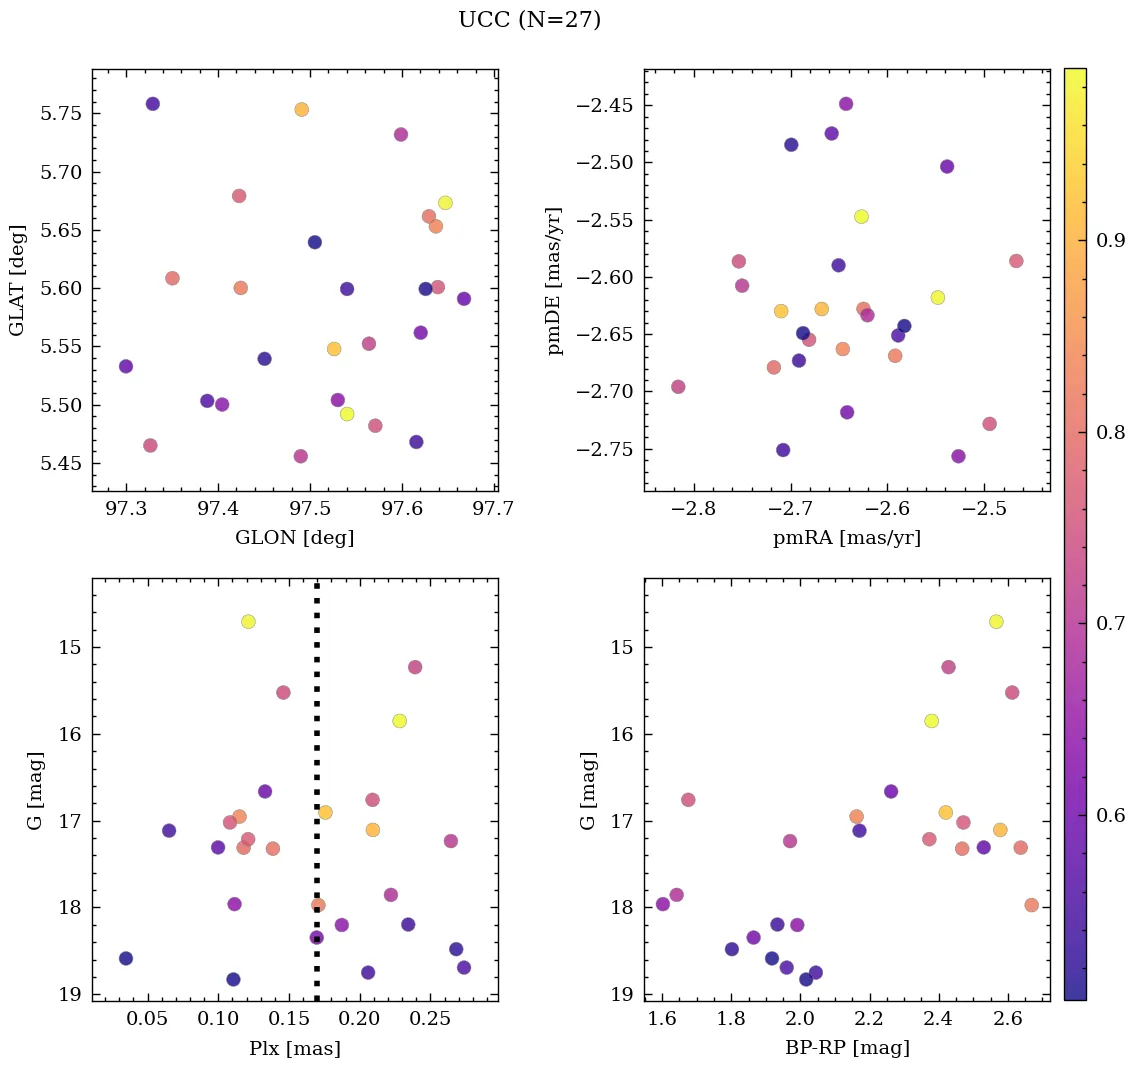 UCC (N=27)
5.75
5.70
5.65
5.60
5.55
5.50
5.45
GLAT [deg]
97.3 97.4 97.5 97.6 97.7
GLON [deg]
−2.45
−2.50
−2.55
−2.60
−2.65
−2.70
−2.75
pmDE [mas/yr]
−2.8 −2.7 −2.6 −2.5
pmRA [mas/yr]
0.9
0.8
0.7
0.6
15
16
17
18
19
G [mag]
0.05 0.10 0.15 0.20 0.25
Plx [mas]
15
16
17
18
19
G [mag]
1.6 1.8 2.0 2.2 2.4 2.6
BP-RP [mag]